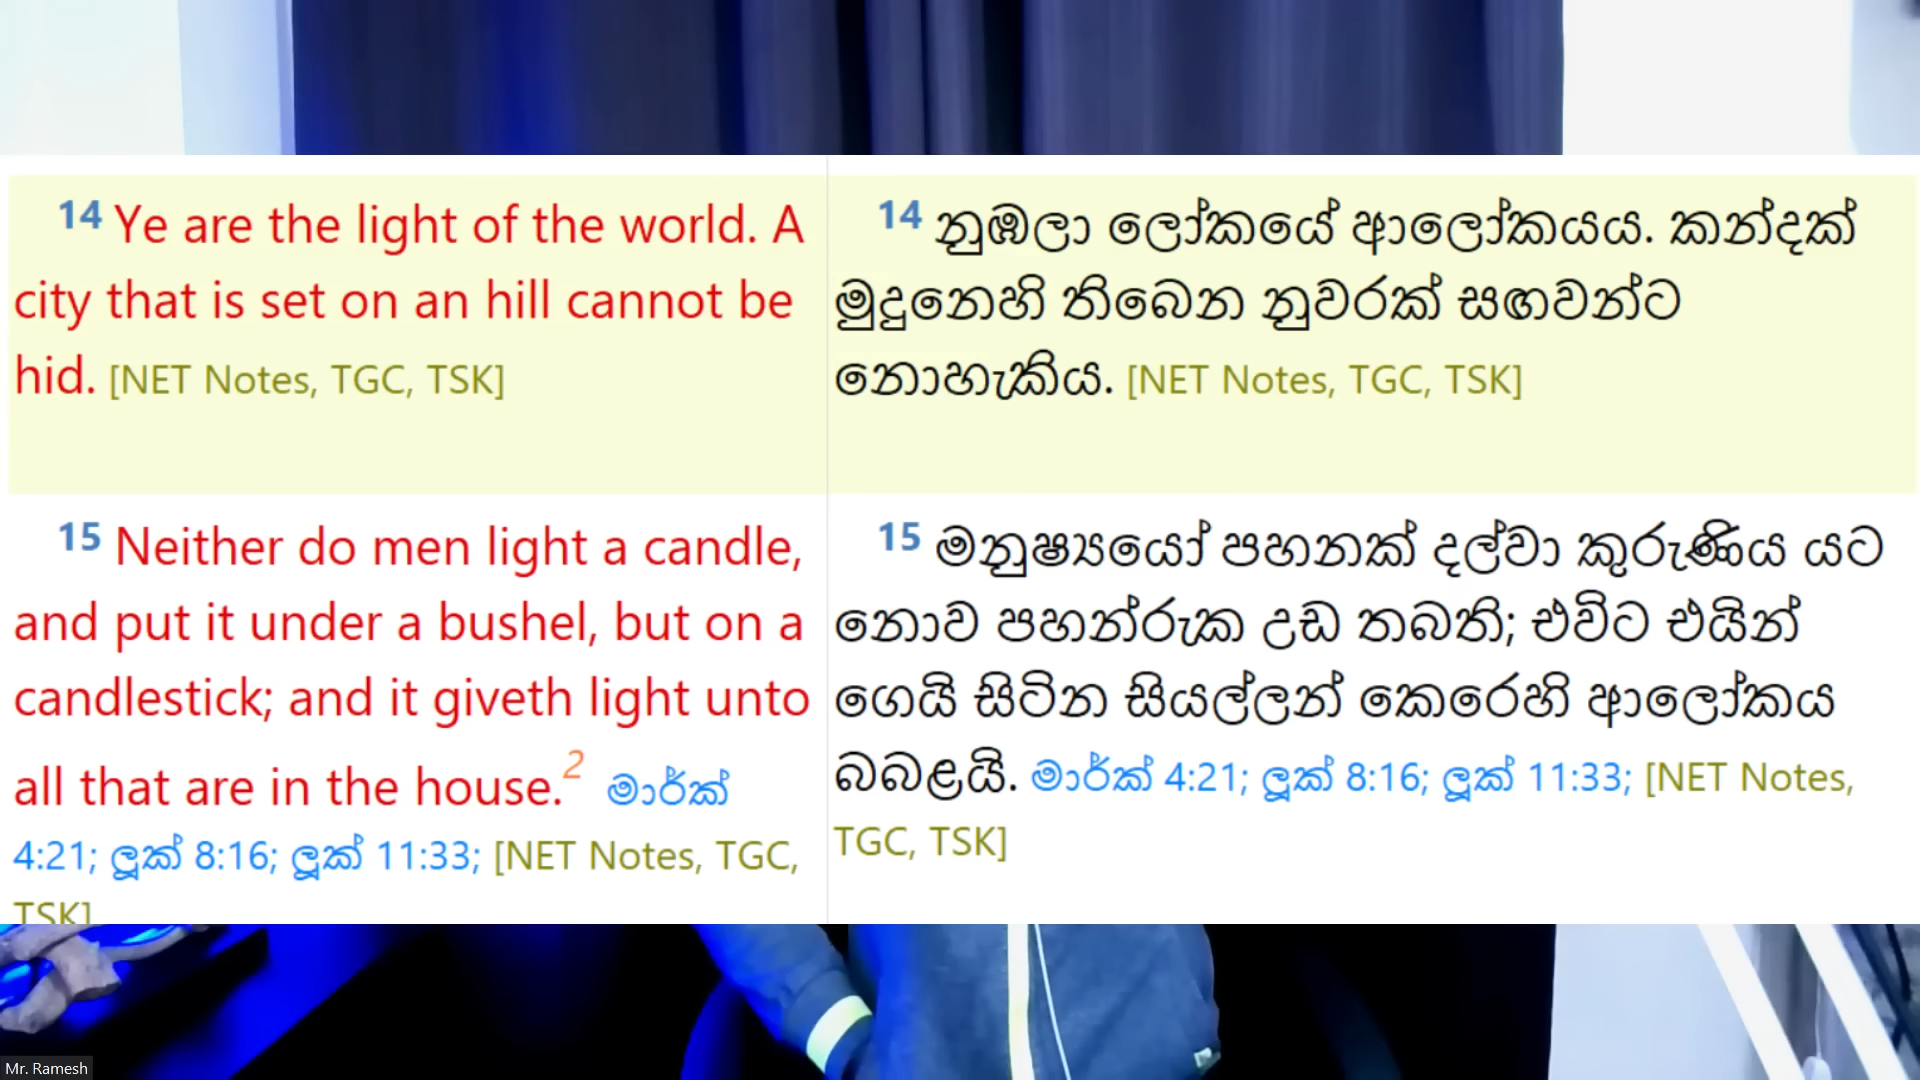 14 Ye are the light of the world. A
city that is set on an hill cannot be
hid. [NET Notes, TGC, TSK]
15 Neither do men light a candle,
and put it under a bushel, but on a
candlestick; and it giveth light unto
all that are in the house.2 මාර්ක්
4:21; ලූක් 8:16; ලූක් 11:33; [NET Notes, TGC,
TSK]
14 නුඹලා ලෝකයේ ආලෝකයය. කන්දක්
මුදුනෙහි තිබෙන නුවරක් සඟවන්ට
නොහැකිය. [NET Notes, TGC, TSK]
15 මනුෂ්‍යයෝ පහනක් දල්වා කුරුණිය යට
නොව පහන්රුක උඩ තබති; එවිට එයින්
ගෙයි සිටින සියල්ලන් කෙරෙහි ආලෝකය
බබළයි. මාර්ක් 4:21; ලූක් 8:16; ලූක් 11:33; [NET Notes,
TGC, TSK]
Mr. Ramesh